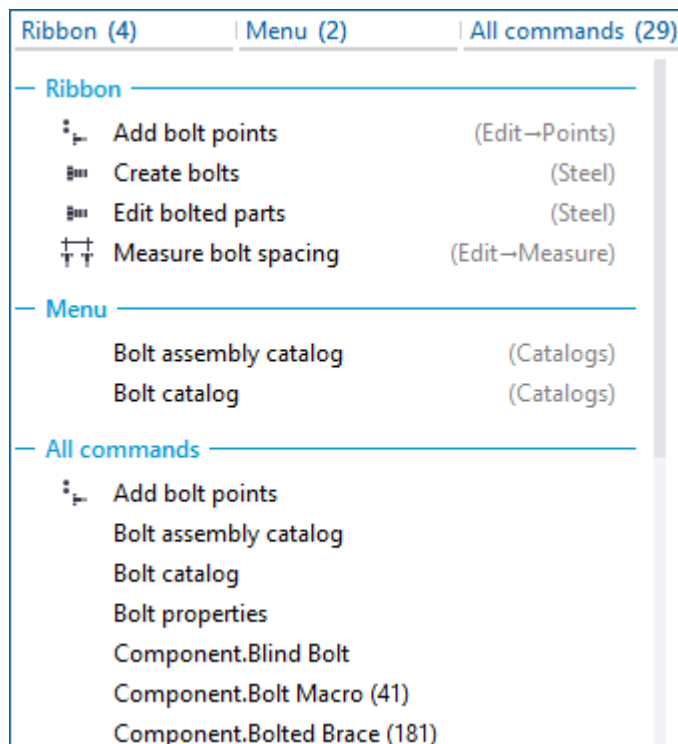 Ribbon (4) Menu (2) All commands (29)
Ribbon
Add bolt points (Edit→Points)
Create bolts (Steel)
Edit bolted parts (Steel)
Measure bolt spacing (Edit→Measure)
Menu
Bolt assembly catalog (Catalogs)
Bolt catalog (Catalogs)
All commands
Add bolt points
Bolt assembly catalog
Bolt catalog
Bolt properties
Component.Blind Bolt
Component.Bolt Macro (41)
Component.Bolted Brace (181)